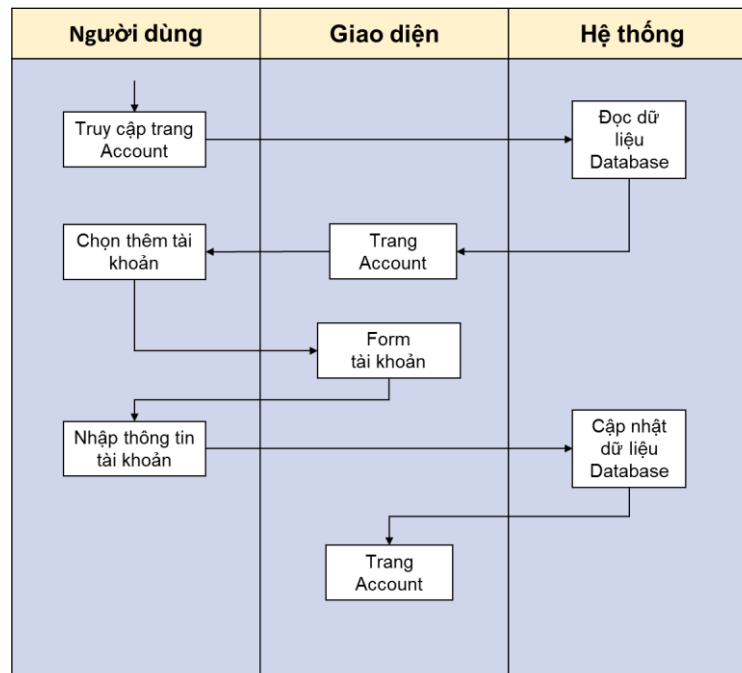 Người dùng
Giao diện
Hệ thống
Truy cập trang
Account
Đọc dữ
liệu
Database
Chọn thêm tài
khoản
Trang
Account
Form
tài khoản
Nhập thông tin
tài khoản
Cập nhật
dữ liệu
Database
Trang
Account